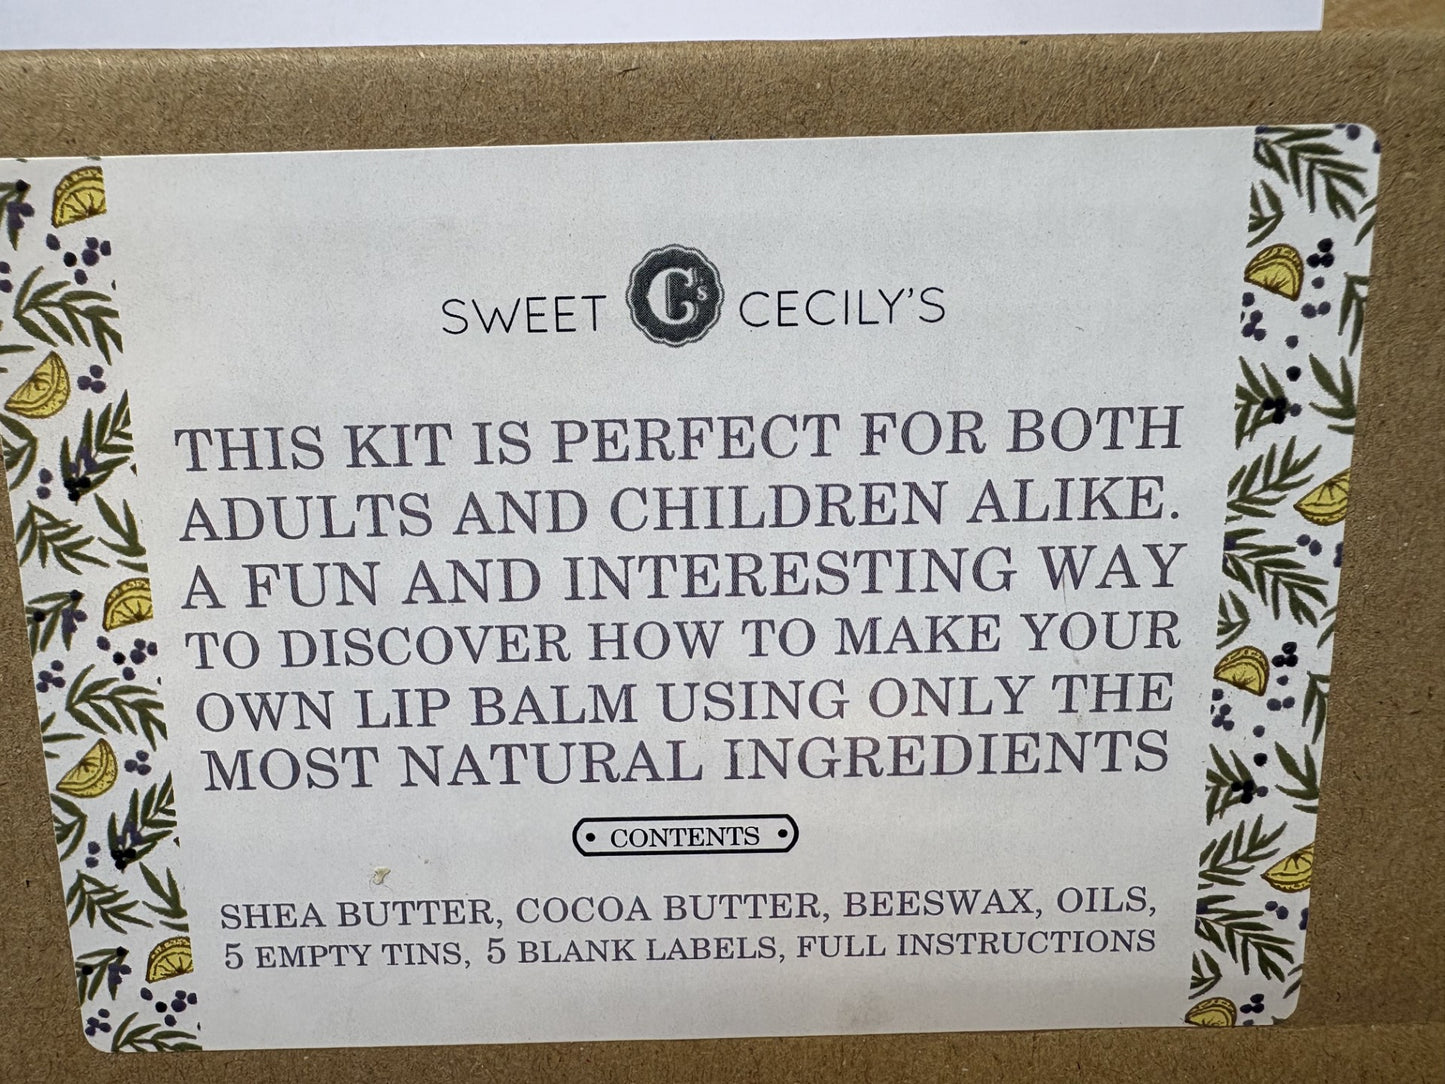 SWEET C's CECILY'S
THIS KIT IS PERFECT FOR BOTH
ADULTS AND CHILDREN ALIKE.
A FUN AND INTERESTING WAY
TO DISCOVER HOW TO MAKE YOUR
OWN LIP BALM USING ONLY THE
MOST NATURAL INGREDIENTS
• CONTENTS •
SHEA BUTTER, COCOA BUTTER, BEESWAX, OILS,
5 EMPTY TINS, 5 BLANK LABELS, FULL INSTRUCTIONS